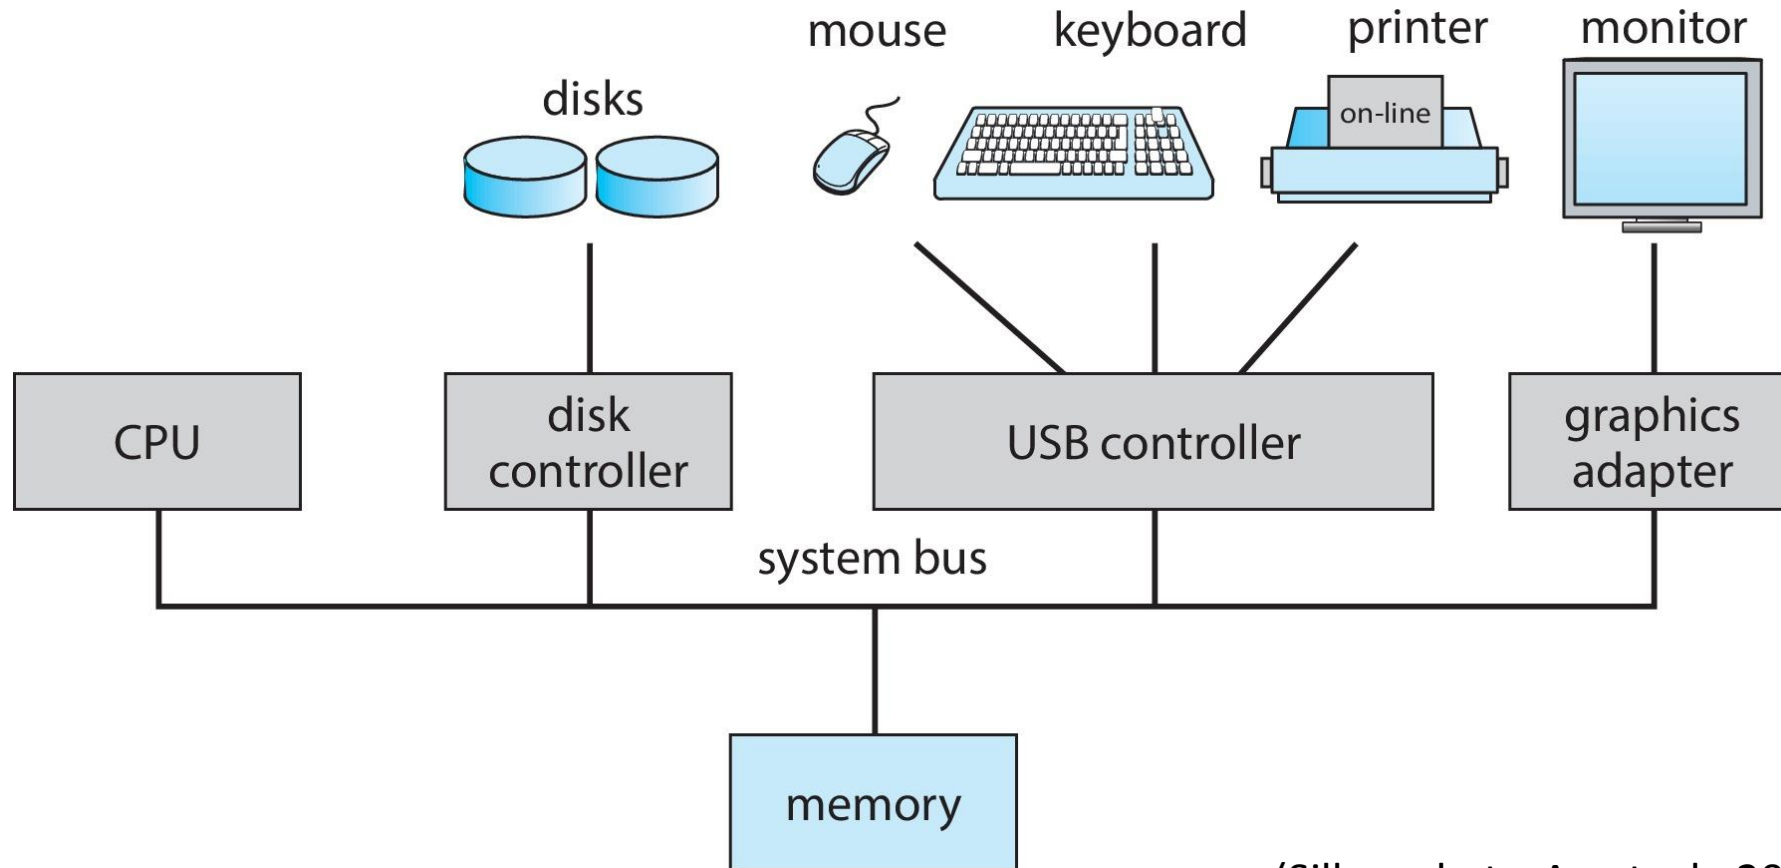 mouse
keyboard
printer
monitor
disks
on-line
CPU
disk
controller
USB controller
graphics
adapter
system bus
memory